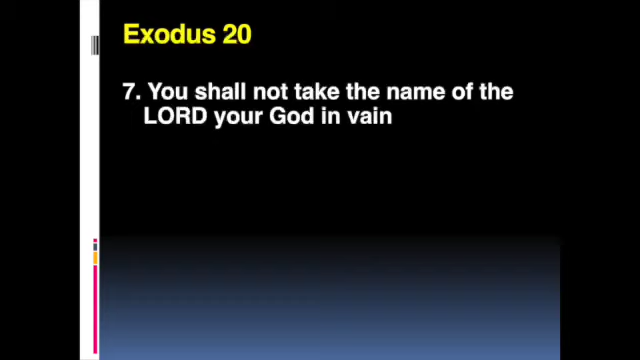 Exodus 20
7. You shall not take the name of the
LORD your God in vain